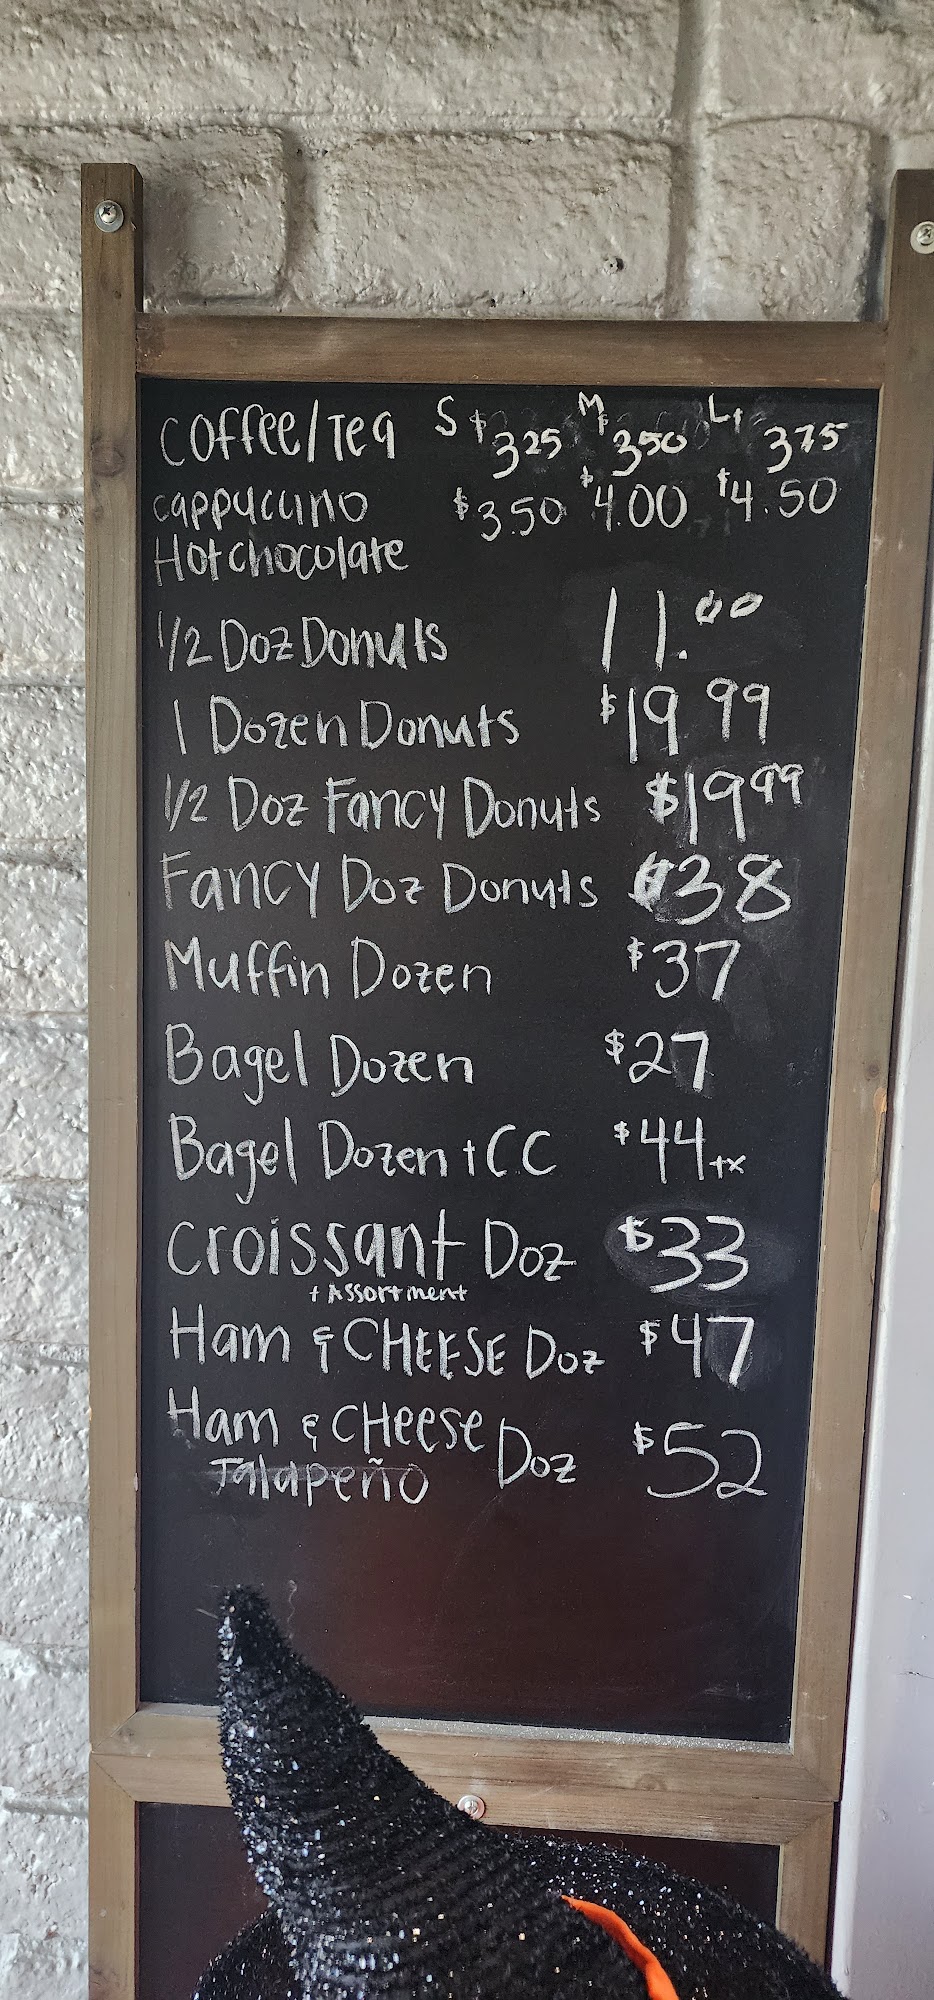 Coffee/Tea S $3.25 M $3.50 L $3.75
Cappuccino $3.50 $4.00 $4.50
Hot chocolate
1/2 Doz Donuts 11.00
1 Dozen Donuts $19 99
1/2 Doz Fancy Donuts $19 99
Fancy Doz Donuts $38
Muffin Dozen $37
Bagel Dozen $27
Bagel Dozen + CC $44 +x
Croissant Doz $33
+ Assortment
Ham & CHEESE Doz $47
Ham & CHeese
Jalapeño Doz $52